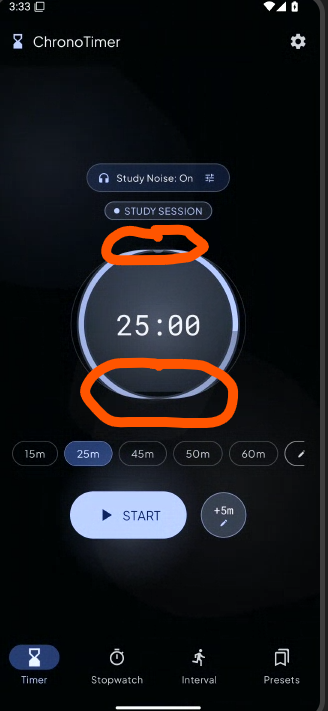 3:33
ChronoTimer
Study Noise: On
STUDY SESSION
25:00
15m 25m 45m 50m 60m
START +5m
Timer Stopwatch Interval Presets